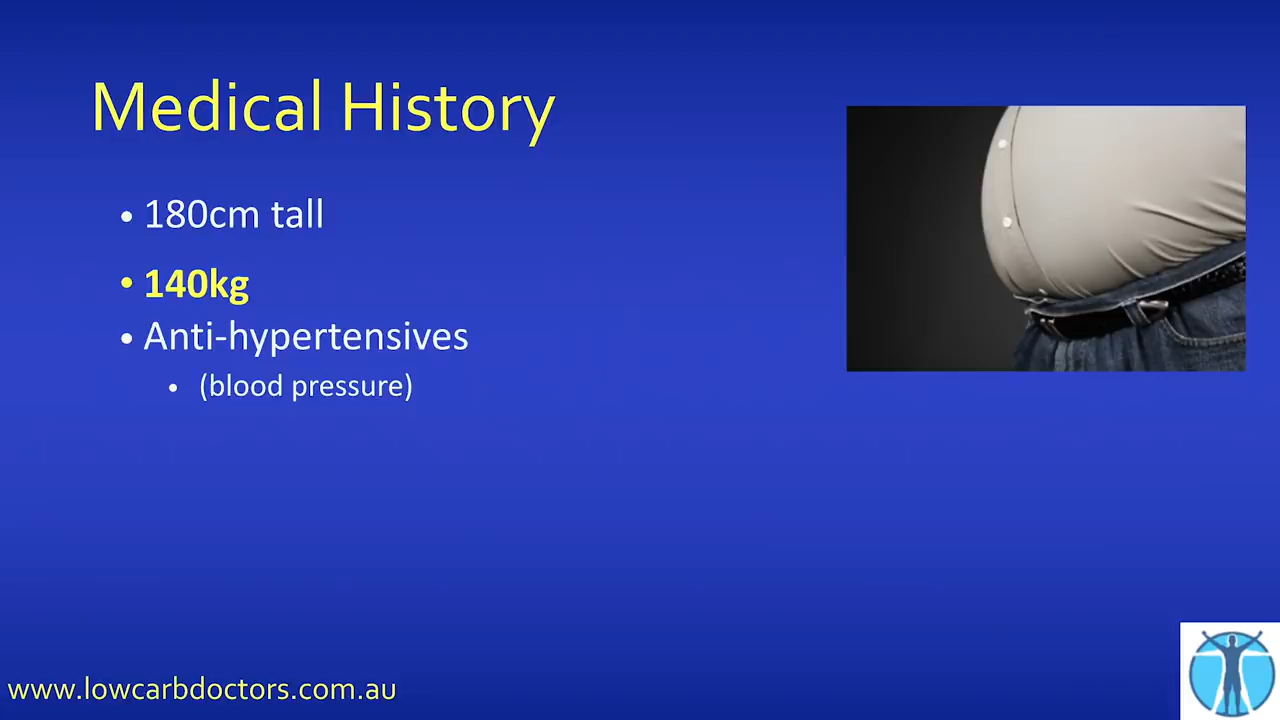 Medical History
• 180cm tall
• 140kg
• Anti-hypertensives
• (blood pressure)
www.lowcarbdoctors.com.au